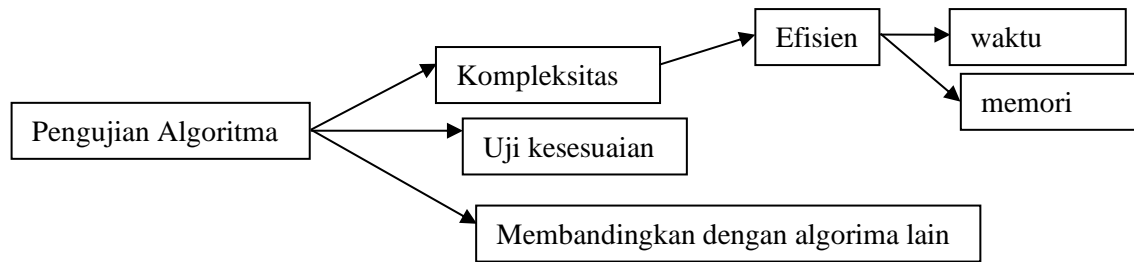 Efisien
waktu
Kompleksitas
memori
Pengujian Algoritma
Uji kesesuaian
Membandingkan dengan algorima lain